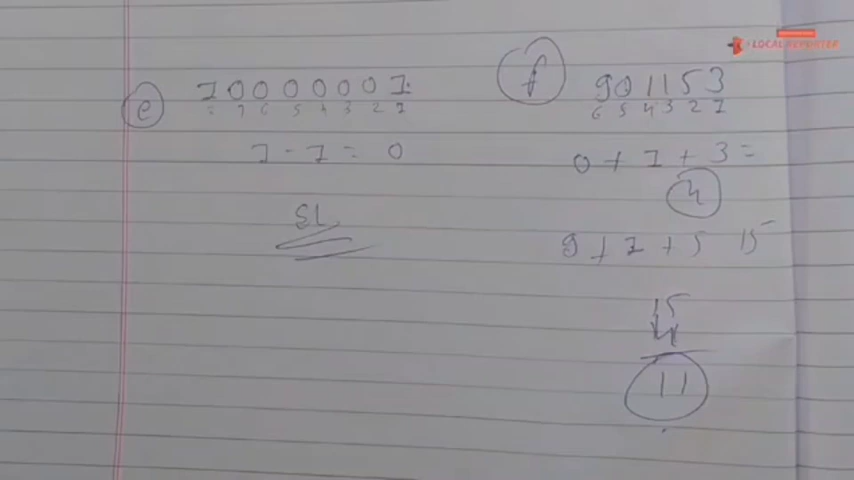 LOCAL REPORTER
e 10000001
8 7 6 5 4 3 2 1
1 - 1 = 0
f 901153
6 5 4 3 2 1
0 + 1 + 3 =
4
9 + 1 + 5 15
15
4
11